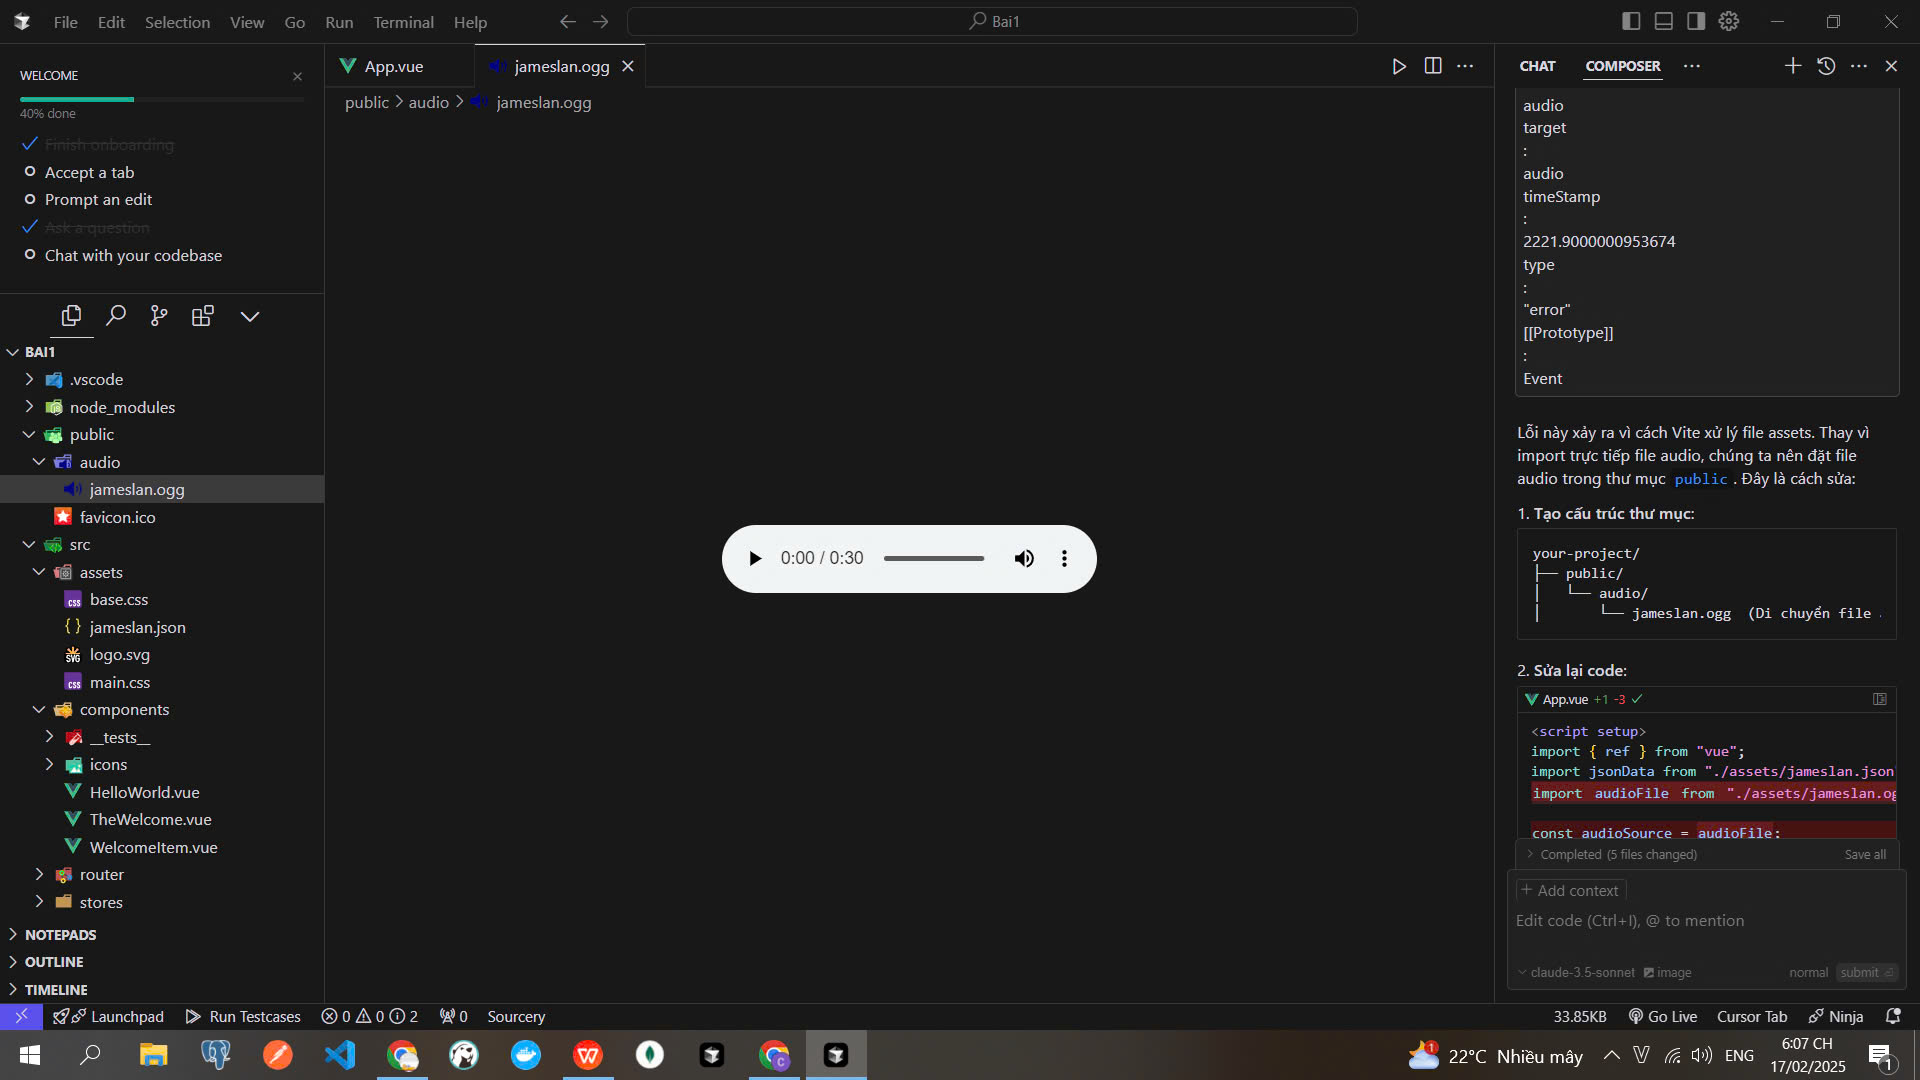 File Edit Selection View Go Run Terminal Help
Bai1
WELCOME
40% done
Finish onboarding
Accept a tab
Prompt an edit
Ask a question
Chat with your codebase
BAI1
.vscode
node_modules
public
audio
jameslan.ogg
favicon.ico
src
assets
base.css
jameslan.json
logo.svg
main.css
components
__tests__
icons
HelloWorld.vue
TheWelcome.vue
WelcomeItem.vue
router
stores
NOTEPADS
OUTLINE
TIMELINE
App.vue
jameslan.ogg
public > audio > jameslan.ogg
0:00 / 0:30
CHAT COMPOSER
audio
target
:
audio
timeStamp
:
2221.9000000953674
type
:
"error"
[[Prototype]]
:
Event
Lỗi này xảy ra vì cách Vite xử lý file assets. Thay vì
import trực tiếp file audio, chúng ta nên đặt file
audio trong thư mục public . Đây là cách sửa:
1. Tạo cấu trúc thư mục:
your-project/
├── public/
│   └── audio/
│       └── jameslan.ogg (Di chuyển file
2. Sửa lại code:
App.vue +1 -3
<script setup>
import { ref } from "vue";
import jsonData from "./assets/jameslan.json
import audioFile from "./assets/jameslan.og
const audioSource = audioFile;
Completed (5 files changed) Save all
+ Add context
Edit code (Ctrl+I), @ to mention
claude-3.5-sonnet image normal submit
Launchpad Run Testcases 0 0 2 0 Sourcery
33.85KB Go Live Cursor Tab Ninja
22°C Nhiều mây ENG
6:07 CH
17/02/2025
1